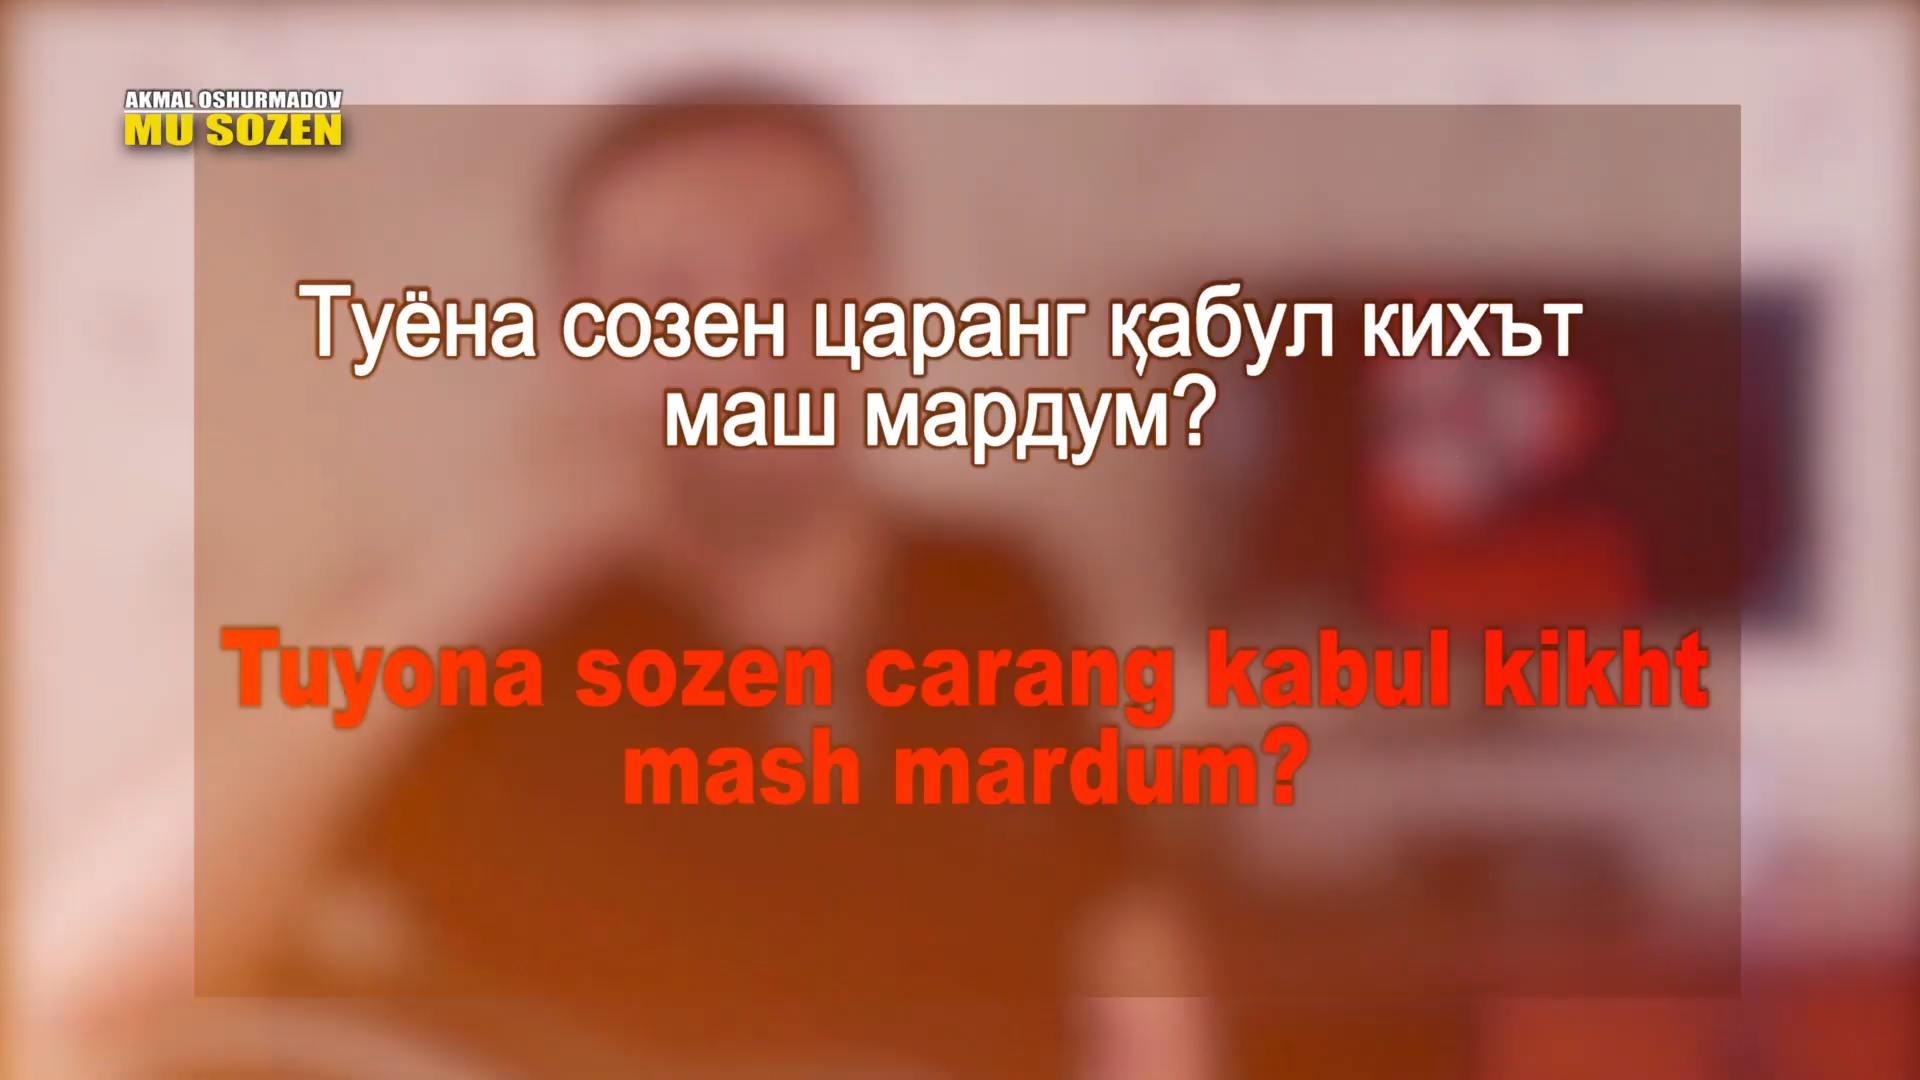 AKMAL OSHURMADOV
MU SOZEN
Туёна созен царанг қабул кихът
маш мардум?
Tuyona sozen carang kabul kikht
mash mardum?